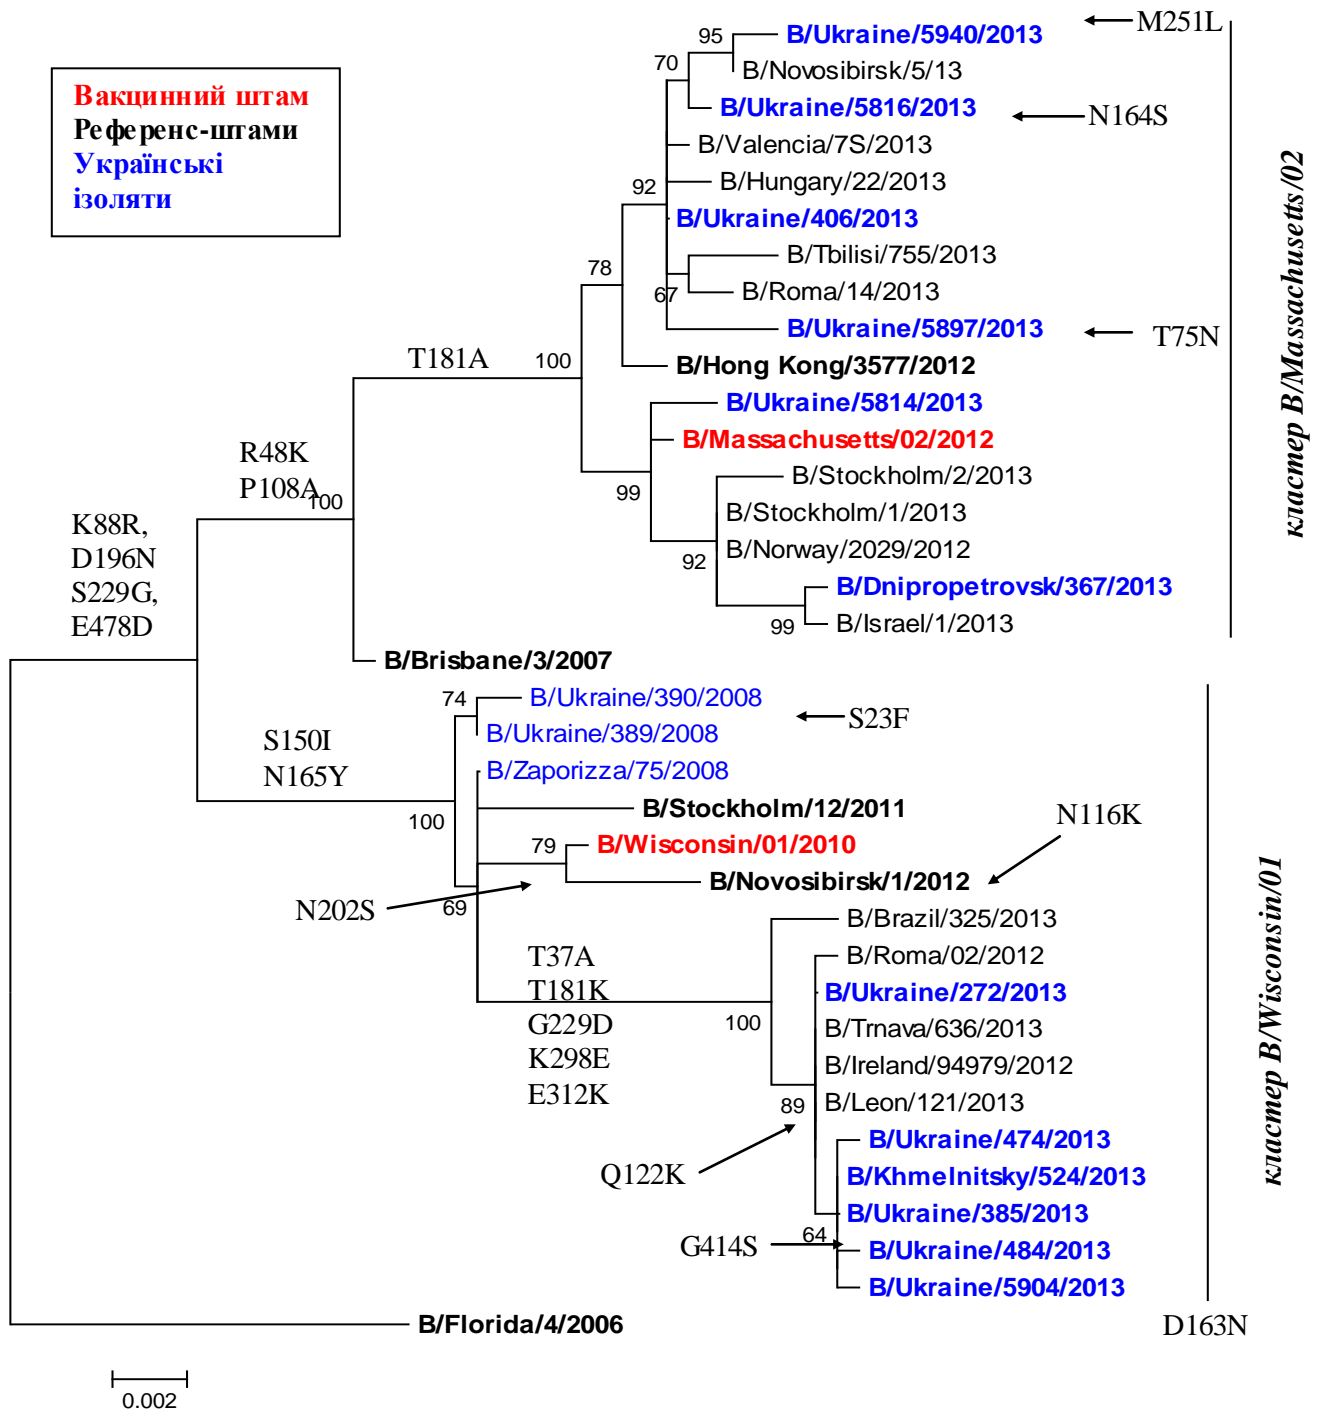 Вакцинний штам
Референс-штами
Українські
ізоляти
95
B/Ukraine/5940/2013
M251L
70
B/Novosibirsk/5/13
B/Ukraine/5816/2013
N164S
B/Valencia/7S/2013
92
B/Hungary/22/2013
B/Ukraine/406/2013
78
B/Tbilisi/755/2013
67
B/Roma/14/2013
B/Ukraine/5897/2013
T75N
T181A
100
B/Hong Kong/3577/2012
B/Ukraine/5814/2013
B/Massachusetts/02/2012
R48K
P108A
100
99
B/Stockholm/2/2013
B/Stockholm/1/2013
92
B/Norway/2029/2012
B/Dnipropetrovsk/367/2013
99
B/Israel/1/2013
кластер B/Massachusetts/02
K88R,
D196N
S229G,
E478D
B/Brisbane/3/2007
74
B/Ukraine/390/2008
S23F
B/Ukraine/389/2008
S150I
N165Y
B/Zaporizza/75/2008
100
B/Stockholm/12/2011
N116K
79
B/Wisconsin/01/2010
B/Novosibirsk/1/2012
N202S
69
B/Brazil/325/2013
T37A
T181K
G229D
K298E
E312K
B/Roma/02/2012
B/Ukraine/272/2013
100
B/Trnava/636/2013
B/Ireland/94979/2012
89
B/Leon/121/2013
B/Ukraine/474/2013
Q122K
B/Khmelnitsky/524/2013
B/Ukraine/385/2013
64
G414S
B/Ukraine/484/2013
B/Ukraine/5904/2013
кластер B/Wisconsin/01
B/Florida/4/2006
D163N
0.002